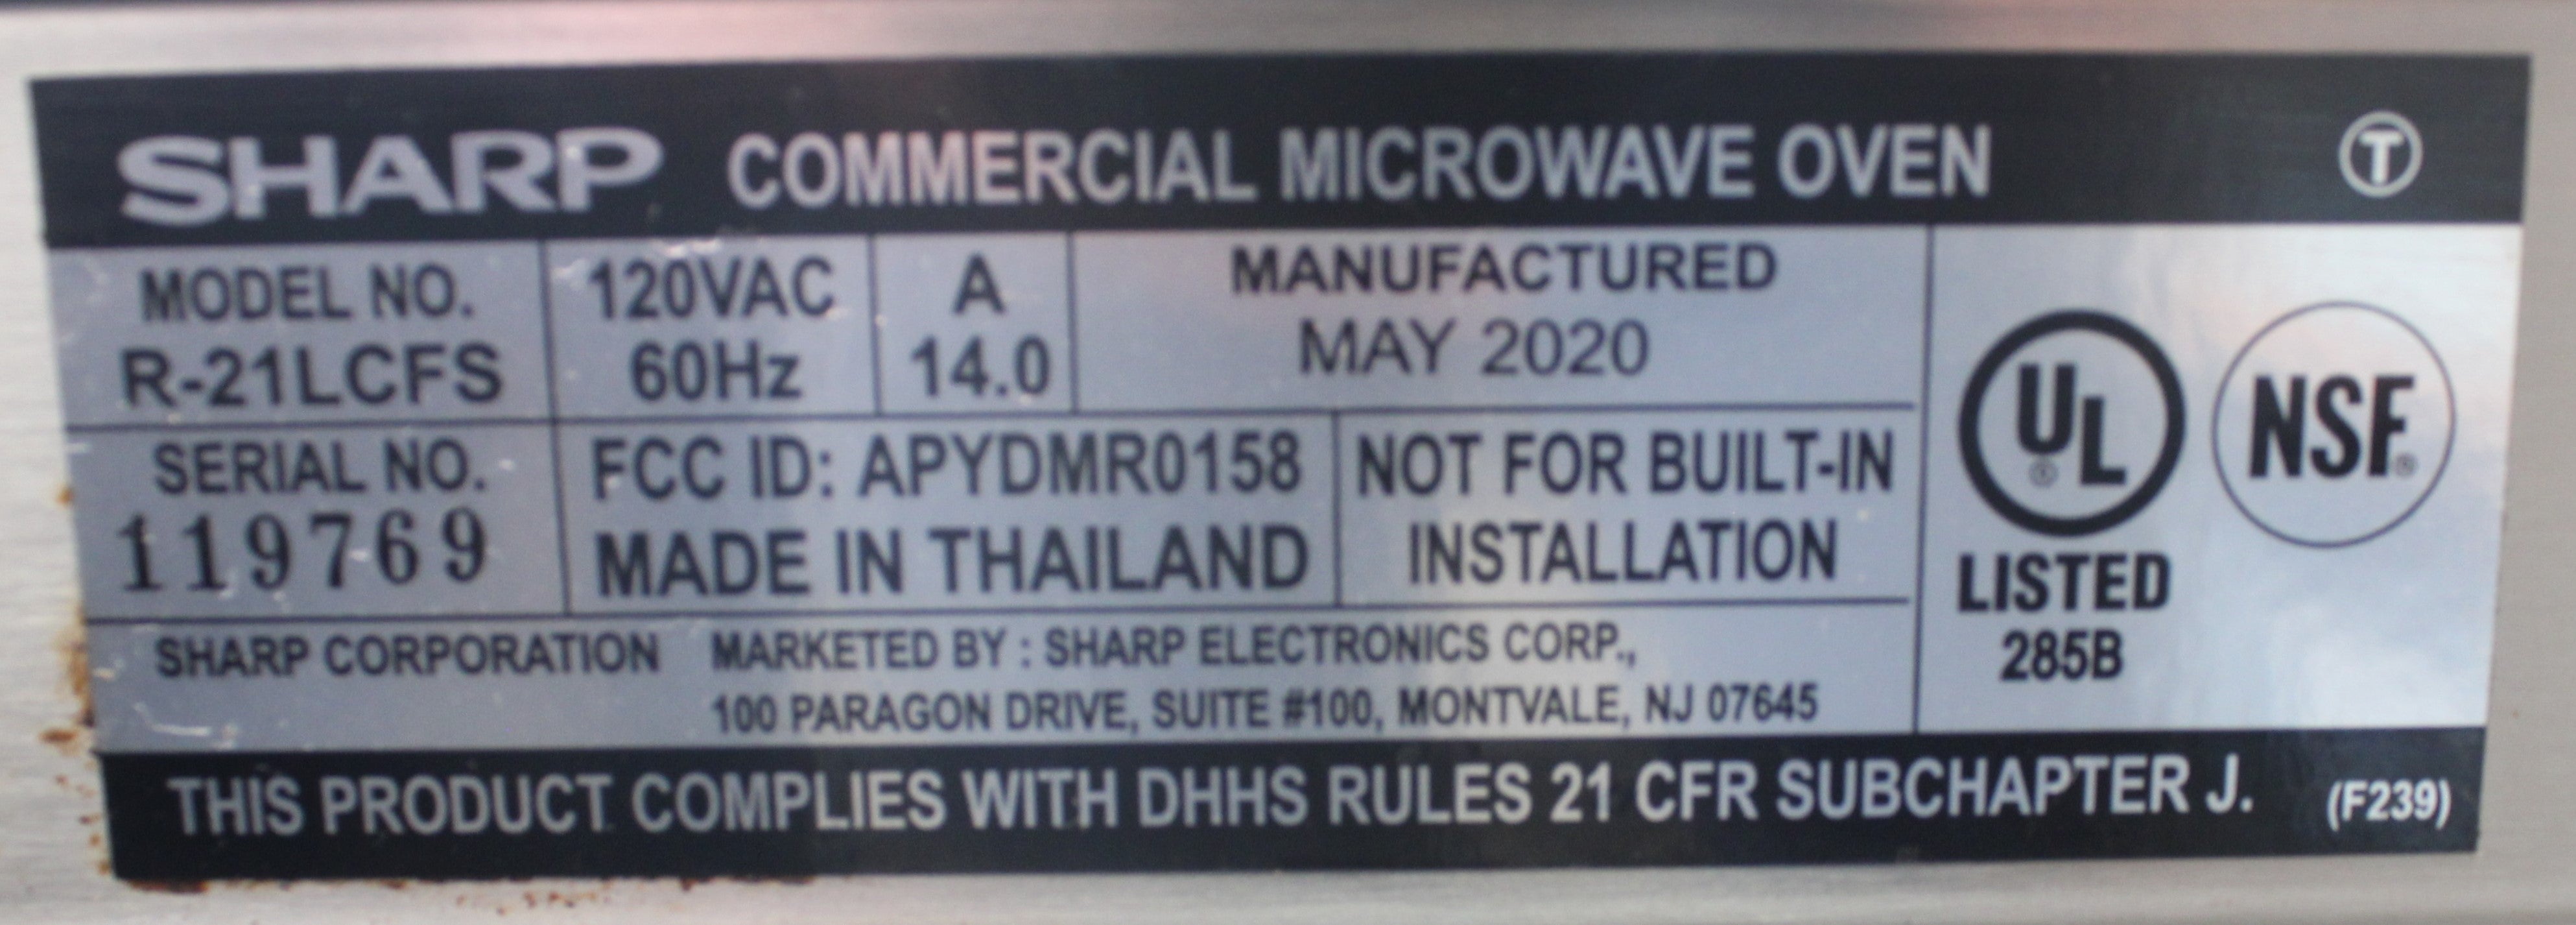 SHARP COMMERCIAL MICROWAVE OVEN T
MODEL NO.
R-21LCFS
120VAC
60Hz
A
14.0
MANUFACTURED
MAY 2020
SERIAL NO.
119769
FCC ID: APYDMR0158
MADE IN THAILAND
NOT FOR BUILT-IN
INSTALLATION
UL ®
LISTED
285B
NSF®
SHARP CORPORATION MARKETED BY : SHARP ELECTRONICS CORP.,
100 PARAGON DRIVE, SUITE #100, MONTVALE, NJ 07645
THIS PRODUCT COMPLIES WITH DHHS RULES 21 CFR SUBCHAPTER J. (F239)